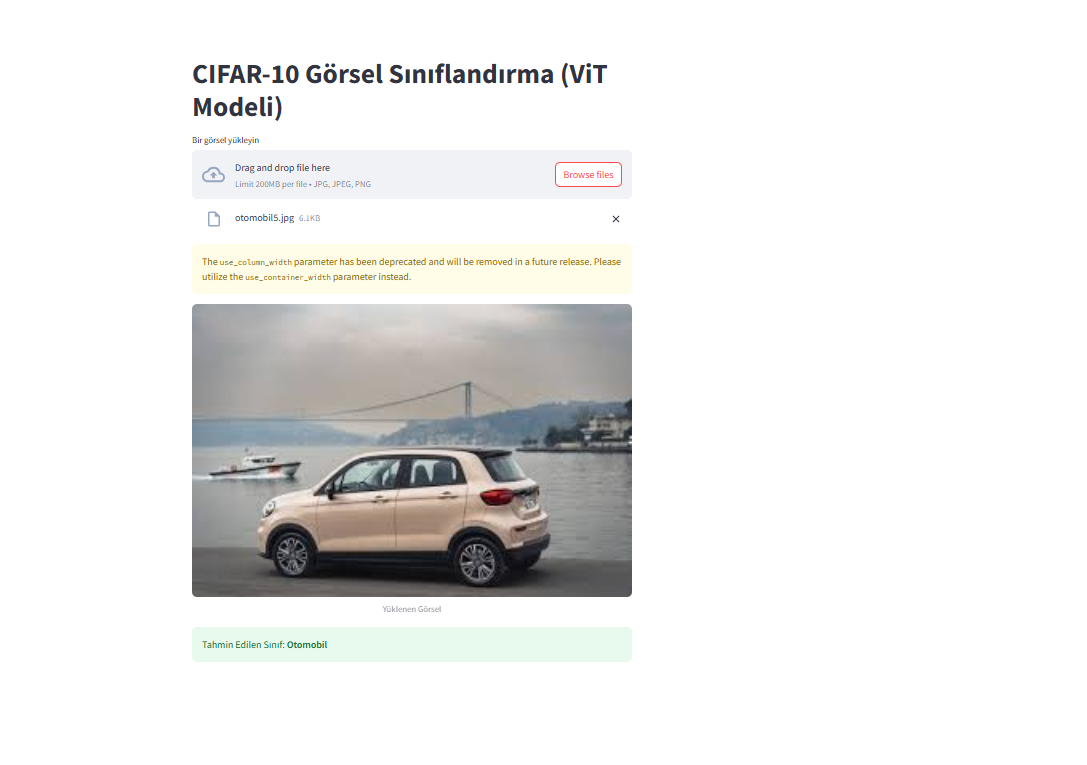 CIFAR-10 Görsel Sınıflandırma (ViT
Modeli)
Bir görsel yükleyin
Drag and drop file here
Limit 200MB per file • JPG, JPEG, PNG
Browse files
otomobil5.jpg 6.1KB
The use_column_width parameter has been deprecated and will be removed in a future release. Please
utilize the use_container_width parameter instead.
Yüklenen Görsel
Tahmin Edilen Sınıf: Otomobil